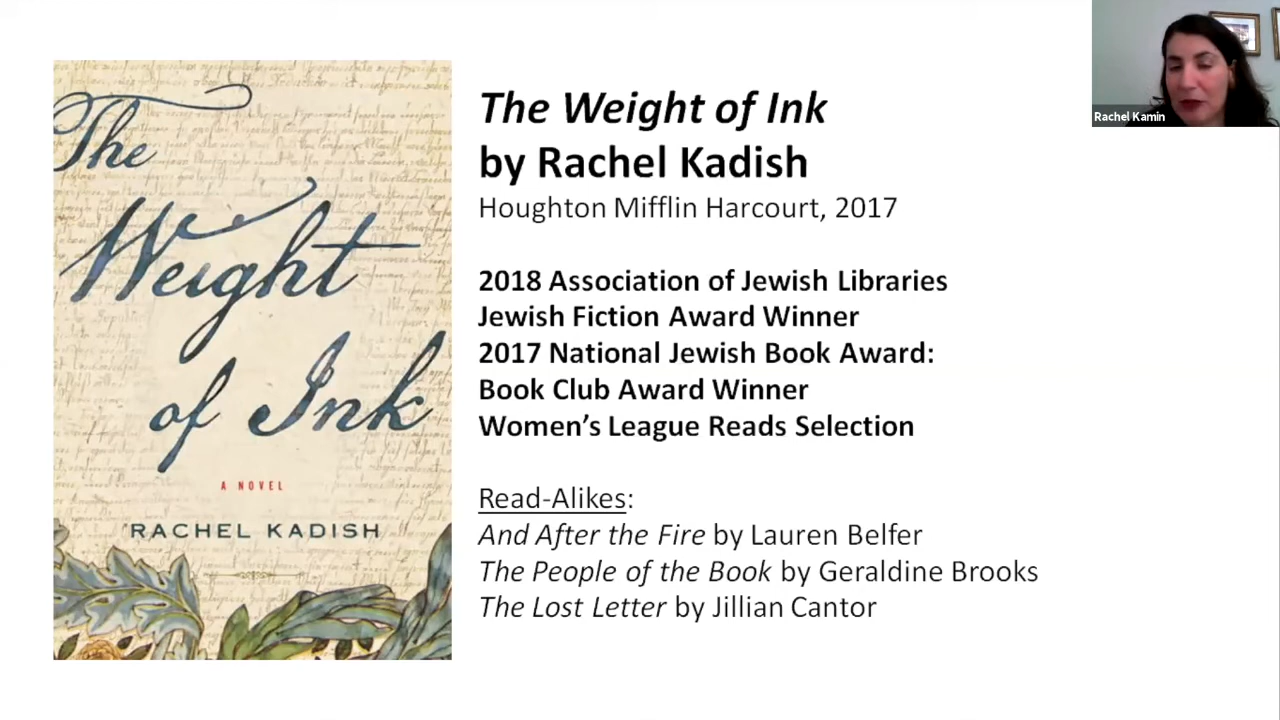 The
Weight
of Ink
A NOVEL
RACHEL KADISH
The Weight of Ink
by Rachel Kadish
Houghton Mifflin Harcourt, 2017
2018 Association of Jewish Libraries
Jewish Fiction Award Winner
2017 National Jewish Book Award:
Book Club Award Winner
Women’s League Reads Selection
Read-Alikes:
And After the Fire by Lauren Belfer
The People of the Book by Geraldine Brooks
The Lost Letter by Jillian Cantor
Rachel Kamin